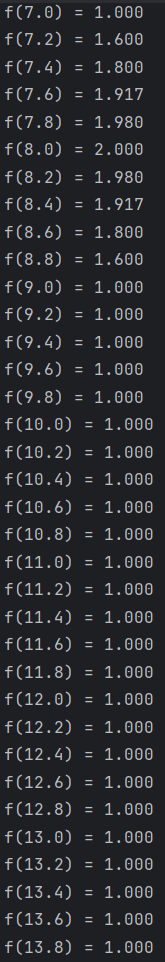 f(7.0) = 1.000
f(7.2) = 1.600
f(7.4) = 1.800
f(7.6) = 1.917
f(7.8) = 1.980
f(8.0) = 2.000
f(8.2) = 1.980
f(8.4) = 1.917
f(8.6) = 1.800
f(8.8) = 1.600
f(9.0) = 1.000
f(9.2) = 1.000
f(9.4) = 1.000
f(9.6) = 1.000
f(9.8) = 1.000
f(10.0) = 1.000
f(10.2) = 1.000
f(10.4) = 1.000
f(10.6) = 1.000
f(10.8) = 1.000
f(11.0) = 1.000
f(11.2) = 1.000
f(11.4) = 1.000
f(11.6) = 1.000
f(11.8) = 1.000
f(12.0) = 1.000
f(12.2) = 1.000
f(12.4) = 1.000
f(12.6) = 1.000
f(12.8) = 1.000
f(13.0) = 1.000
f(13.2) = 1.000
f(13.4) = 1.000
f(13.6) = 1.000
f(13.8) = 1.000